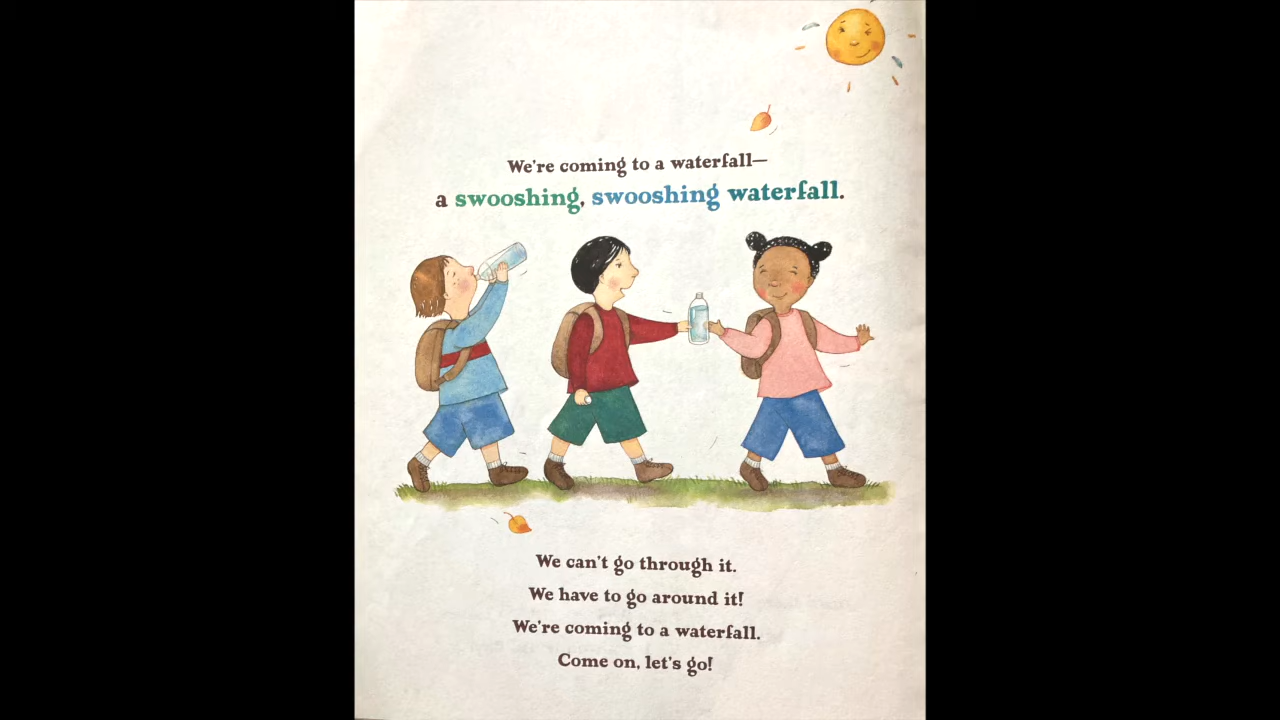 We're coming to a waterfall—
a swooshing, swooshing waterfall.
We can't go through it.
We have to go around it!
We're coming to a waterfall.
Come on, let's go!